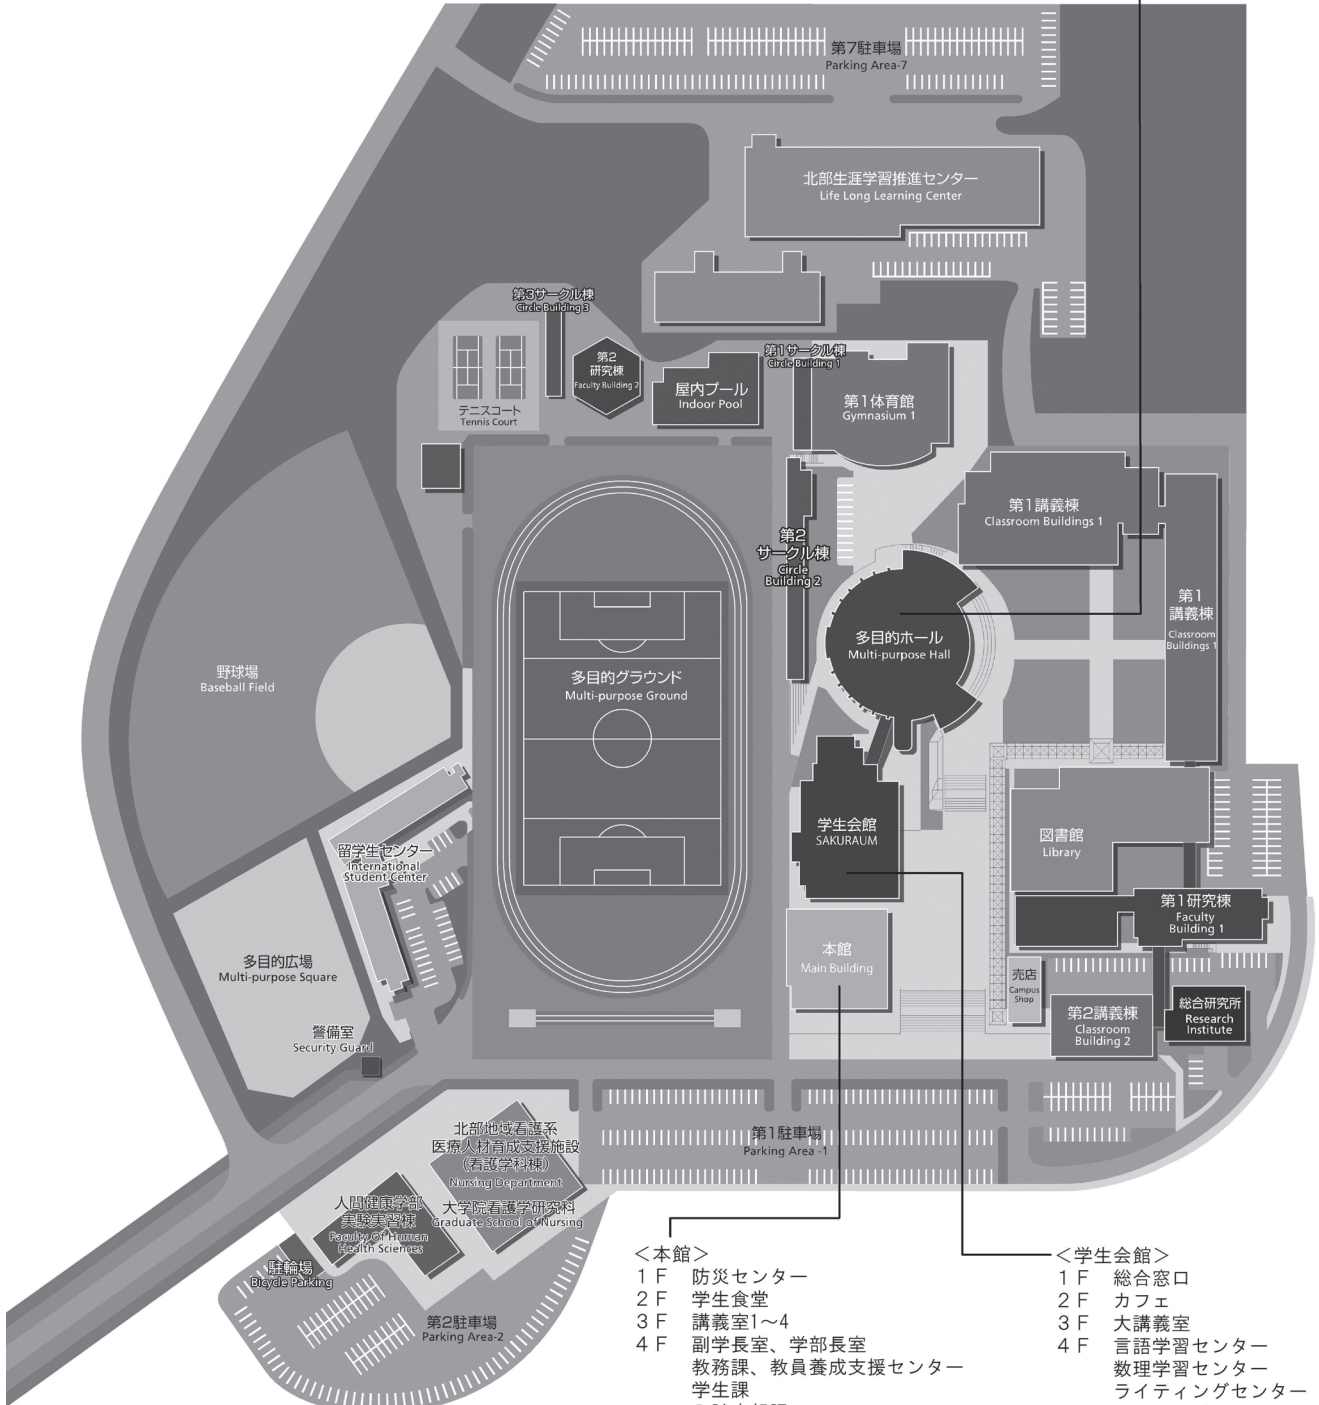 第7駐車場
Parking Area-7
北部生涯学習推進センター
Life Long Learning Center
第3サークル棟
Circle Building 3
第2
研究棟
Faculty Building 2
屋内プール
Indoor Pool
第1サークル棟
Circle Building 1
第1体育館
Gymnasium 1
テニスコート
Tennis Court
第1講義棟
Classroom Buildings 1
第2
サークル棟
Circle
Building 2
第1
講義棟
Classroom
Buildings 1
多目的ホール
Multi-purpose Hall
野球場
Baseball Field
多目的グラウンド
Multi-purpose Ground
学生会館
SAKURAUM
図書館
Library
留学生センター
International
Student Center
第1研究棟
Faculty
Building 1
本館
Main Building
多目的広場
Multi-purpose Square
売店
Campus
Shop
第2講義棟
Classroom
Building 2
総合研究所
Research
Institute
警備室
Security Guard
北部地域看護系
医療人材育成支援施設
(看護学科棟)
Nursing Department
大学院看護学研究科
Graduate School of Nursing
第1駐車場
Parking Area -1
人間健康学部
実験実習棟
Faculty Of Human
Health Sciences
駐輪場
Bicycle Parking
第2駐車場
Parking Area-2
＜本館＞
1F 防災センター
2F 学生食堂
3F 講義室1～4
4F 副学長室、学部長室
教務課、教員養成支援センター
学生課
＜学生会館＞
1F 総合窓口
2F カフェ
3F 大講義室
4F 言語学習センター
数理学習センター
ライティングセンター